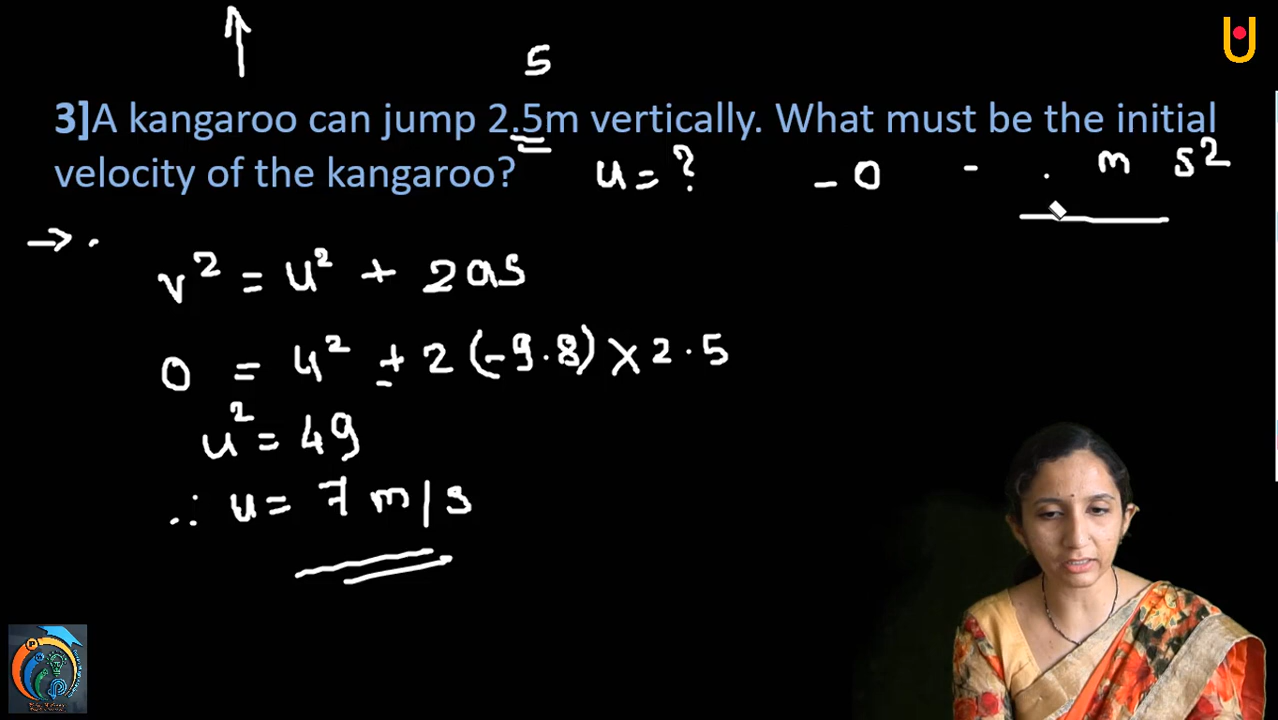 S
3]A kangaroo can jump 2.5m vertically. What must be the initial
velocity of the kangaroo? u = ? - 0 - . m s2
→ .
v² = u² + 2as
0 = u² + 2 (-9.8) × 2.5
u² = 49
∴ u = 7 m/s